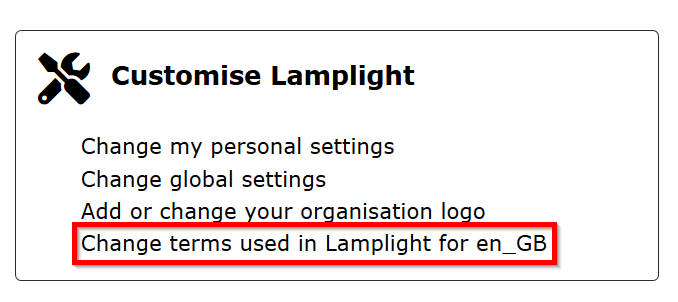 Customise Lamplight
Change my personal settings
Change global settings
Add or change your organisation logo
Change terms used in Lamplight for en_GB